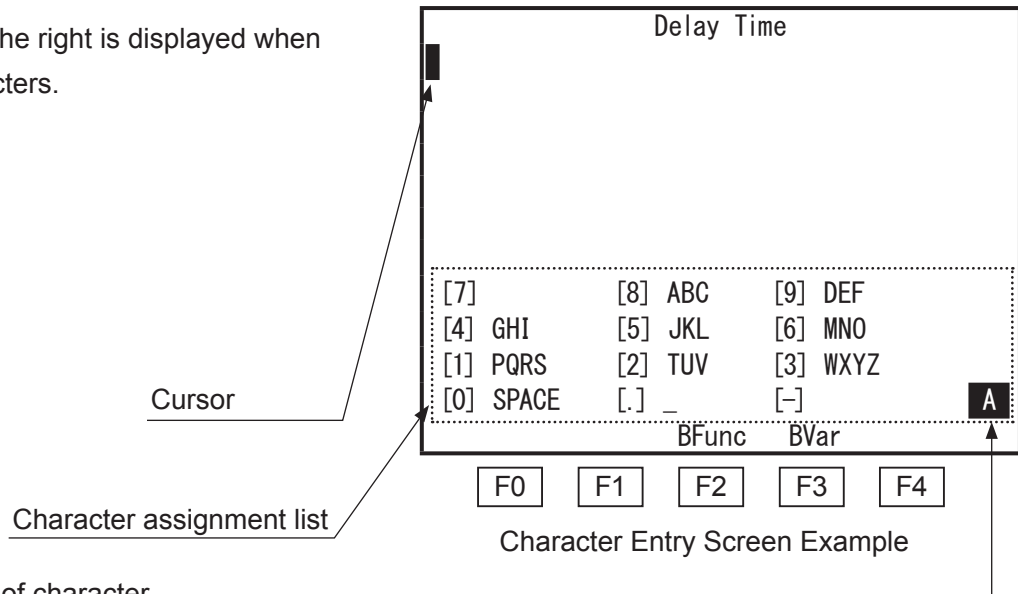 he right is displayed when
cters.
Delay Time
[7] [8] ABC [9] DEF
[4] GHI [5] JKL [6] MNO
[1] PQRS [2] TUV [3] WXYZ
[0] SPACE [.] _ [-] A
BFunc BVar
Cursor
F0 F1 F2 F3 F4
Character assignment list
Character Entry Screen Example
of character